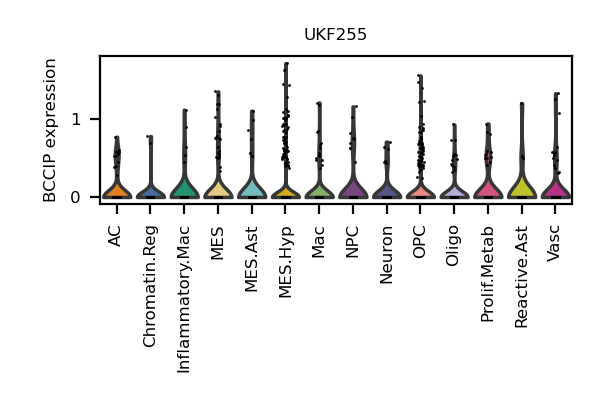 UKF255
BCCIP expression
1
0
AC
Chromatin.Reg
Inflammatory.Mac
MES
MES.Ast
MES.Hyp
Mac
NPC
Neuron
OPC
Oligo
Prolif.Metab
Reactive.Ast
Vasc